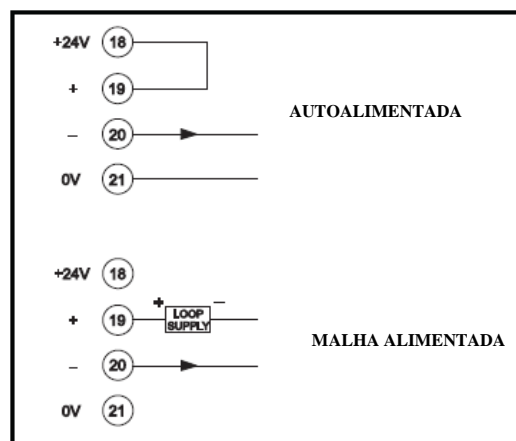 +24V 18
+ 19
AUTOALIMENTADA
– 20
0V 21
+24V 18
+ 19 + LOOP SUPPLY –
MALHA ALIMENTADA
– 20
0V 21